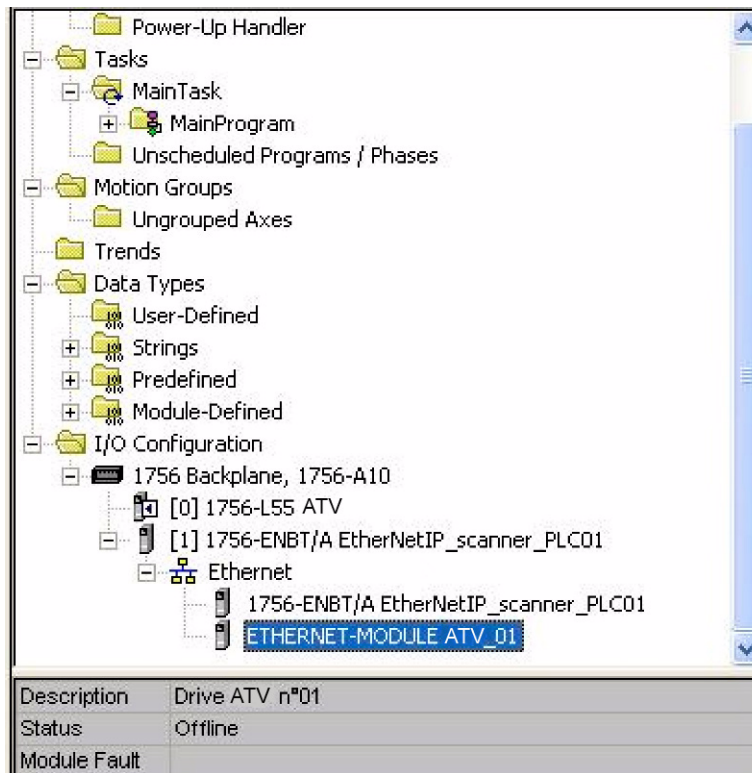 Power-Up Handler
Tasks
MainTask
MainProgram
Unscheduled Programs / Phases
Motion Groups
Ungrouped Axes
Trends
Data Types
User-Defined
Strings
Predefined
Module-Defined
I/O Configuration
1756 Backplane, 1756-A10
[0] 1756-L55 ATV
[1] 1756-ENBT/A EtherNetIP_scanner_PLC01
Ethernet
1756-ENBT/A EtherNetIP_scanner_PLC01
ETHERNET-MODULE ATV_01
Description Drive ATV n°01
Status Offline
Module Fault